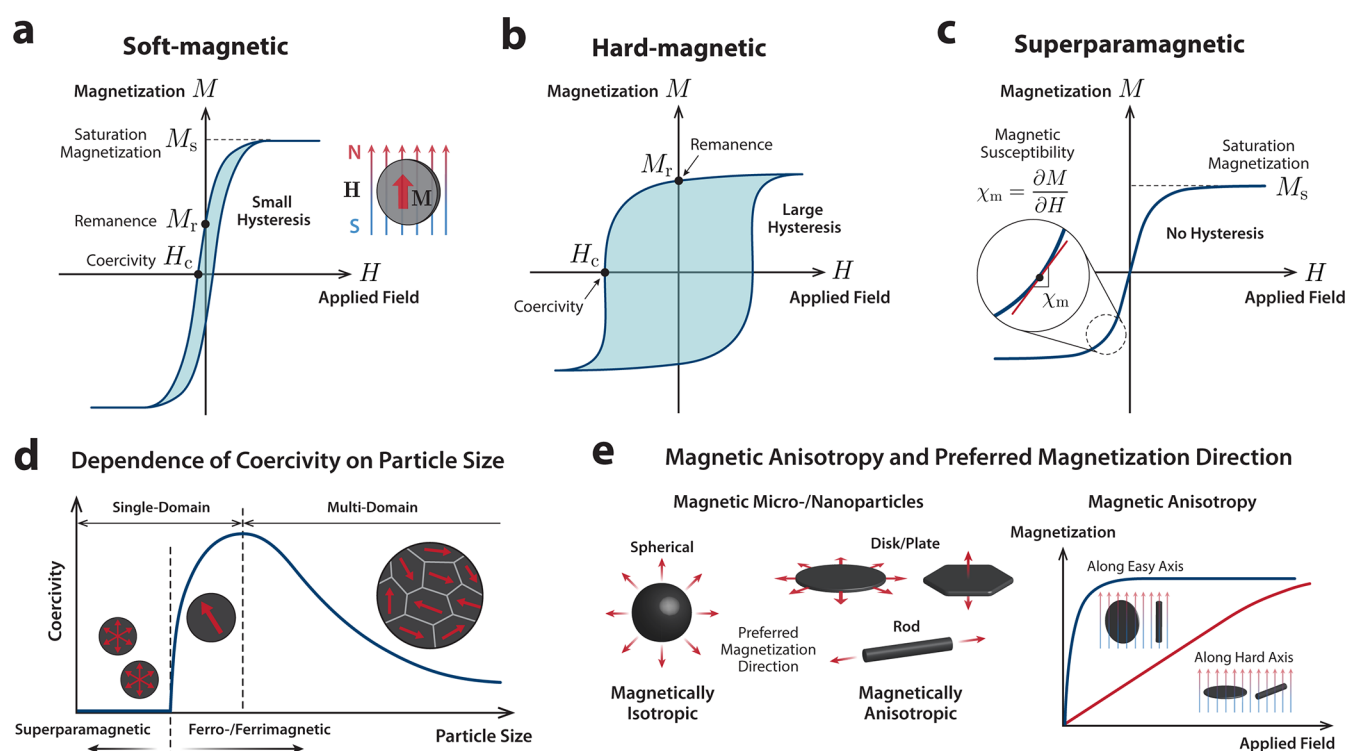 a
Soft-magnetic
Magnetization M
Saturation
Magnetization
Mₛ
Remanence
Mᵣ
Coercivity
H_c
H
Applied Field
Small
Hysteresis
N
H
S
M
b
Hard-magnetic
Magnetization M
Remanence
Mᵣ
H_c
Coercivity
Large
Hysteresis
H
Applied Field
c
Superparamagnetic
Magnetization M
Magnetic
Susceptibility
χ_m = ∂M/∂H
χ_m
Saturation
Magnetization
Mₛ
No Hysteresis
H
Applied Field
d
Dependence of Coercivity on Particle Size
Single-Domain
Multi-Domain
Coercivity
Superparamagnetic
Ferro-/Ferrimagnetic
Particle Size
e
Magnetic Anisotropy and Preferred Magnetization Direction
Magnetic Micro-/Nanoparticles
Spherical
Disk/Plate
Rod
Preferred
Magnetization
Direction
Magnetically
Isotropic
Magnetically
Anisotropic
Magnetic Anisotropy
Magnetization
Along Easy Axis
Along Hard Axis
Applied Field